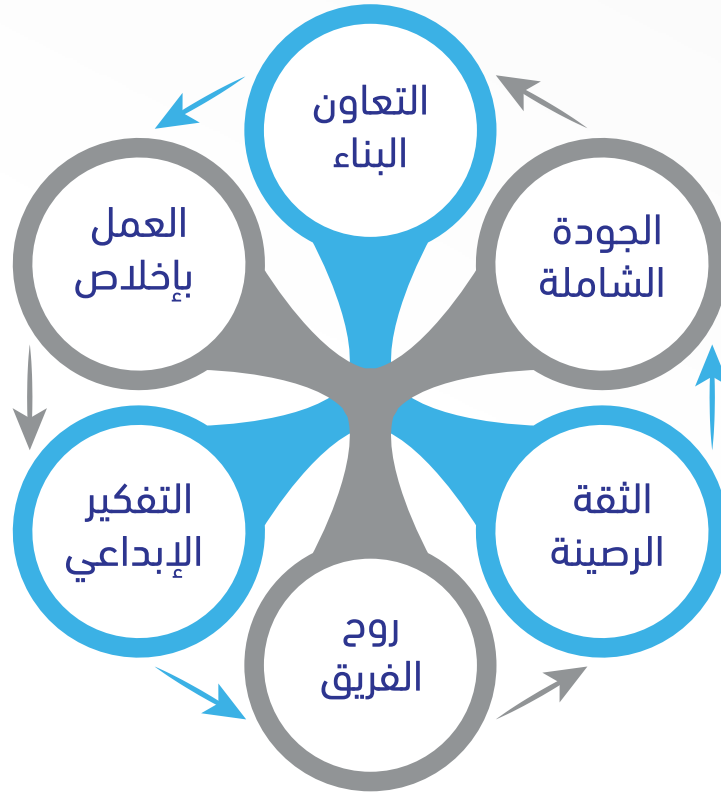 التعاون
البناء
العمل
بإخلاص
التفكير
الإبداعي
روح
الفريق
الثقة
الرصينة
الجودة
الشاملة